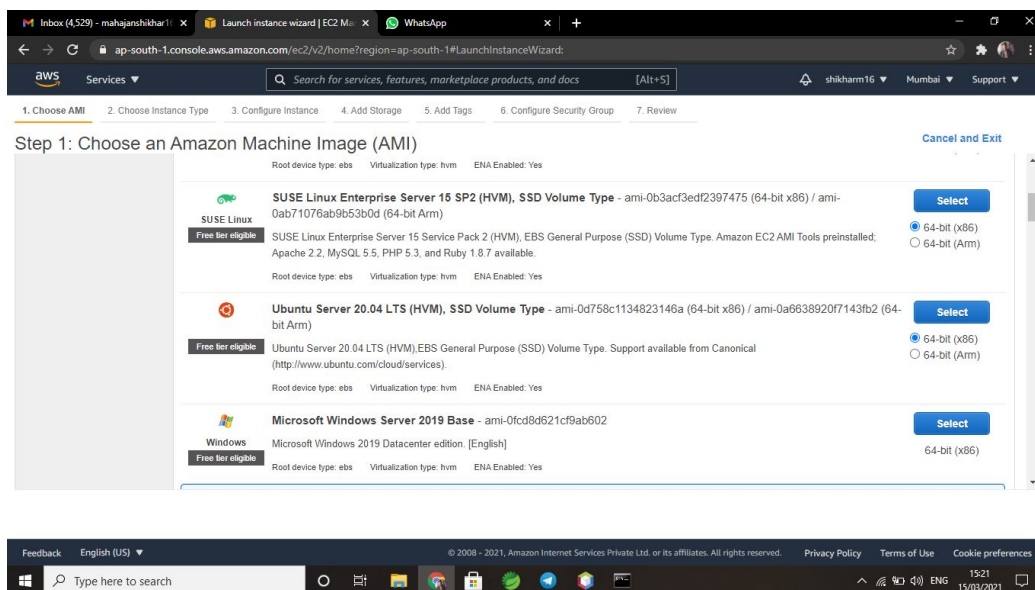 Inbox (4,529) - mahajanshikhar1
Launch instance wizard | EC2 Ma
WhatsApp
ap-south-1.console.aws.amazon.com/ec2/v2/home?region=ap-south-1#LaunchInstanceWizard:
aws
Services
Search for services, features, marketplace products, and docs
[Alt+S]
shikharm16
Mumbai
Support
1. Choose AMI
2. Choose Instance Type
3. Configure Instance
4. Add Storage
5. Add Tags
6. Configure Security Group
7. Review
Step 1: Choose an Amazon Machine Image (AMI)
Cancel and Exit
Root device type: ebs Virtualization type: hvm ENA Enabled: Yes
SUSE Linux
Free tier eligible
SUSE Linux Enterprise Server 15 SP2 (HVM), SSD Volume Type - ami-0b3acf3edf2397475 (64-bit x86) / ami-
0ab71076ab9b53b0d (64-bit Arm)
SUSE Linux Enterprise Server 15 Service Pack 2 (HVM), EBS General Purpose (SSD) Volume Type. Amazon EC2 AMI Tools preinstalled;
Apache 2.2, MySQL 5.5, PHP 5.3, and Ruby 1.8.7 available.
Root device type: ebs Virtualization type: hvm ENA Enabled: Yes
Select
64-bit (x86)
64-bit (Arm)
Free tier eligible
Ubuntu Server 20.04 LTS (HVM), SSD Volume Type - ami-0d758c1134823146a (64-bit x86) / ami-0a6638920f7143fb2 (64-
bit Arm)
Ubuntu Server 20.04 LTS (HVM),EBS General Purpose (SSD) Volume Type. Support available from Canonical
(http://www.ubuntu.com/cloud/services).
Root device type: ebs Virtualization type: hvm ENA Enabled: Yes
Select
64-bit (x86)
64-bit (Arm)
Windows
Free tier eligible
Microsoft Windows Server 2019 Base - ami-0fcd8d621cf9ab602
Microsoft Windows 2019 Datacenter edition. [English]
Root device type: ebs Virtualization type: hvm ENA Enabled: Yes
Select
64-bit (x86)
Feedback
English (US)
© 2008 - 2021, Amazon Internet Services Private Ltd. or its affiliates. All rights reserved.
Privacy Policy
Terms of Use
Cookie preferences
Type here to search
ENG
15:21
15/03/2021